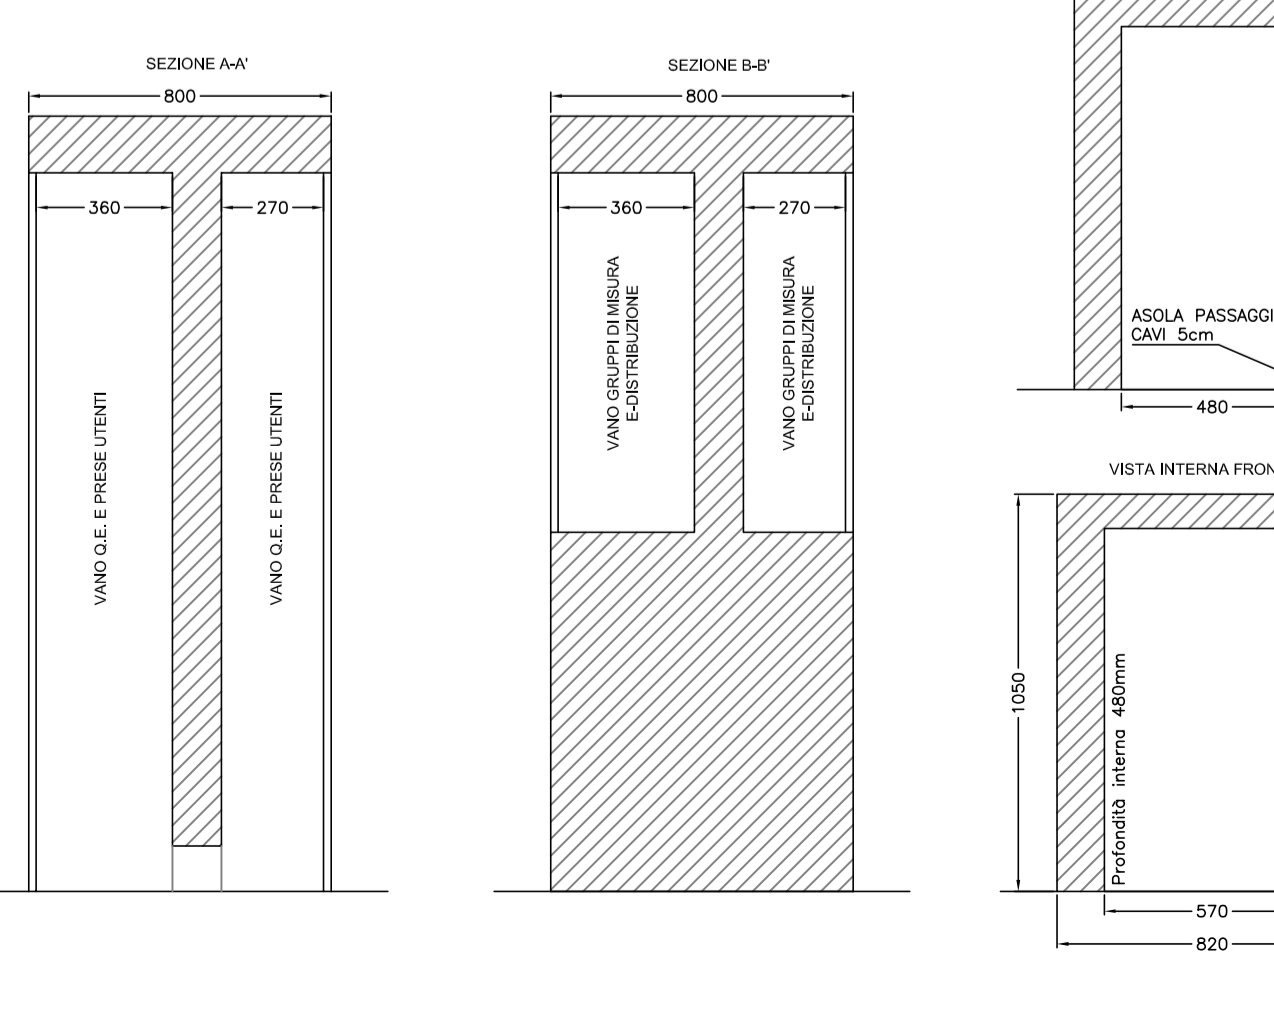 SEZIONE A-A'
800
360
270
VANO Q.E. E PRESE UTENTI
VANO Q.E. E PRESE UTENTI
SEZIONE B-B'
800
360
270
VANO GRUPPI DI MISURA
E-DISTRIBUZIONE
VANO GRUPPI DI MISURA
E-DISTRIBUZIONE
ASOLA PASSAGGI
CAVI 5cm
480
VISTA INTERNA FRON
1050
Profondità interna 480mm
570
820